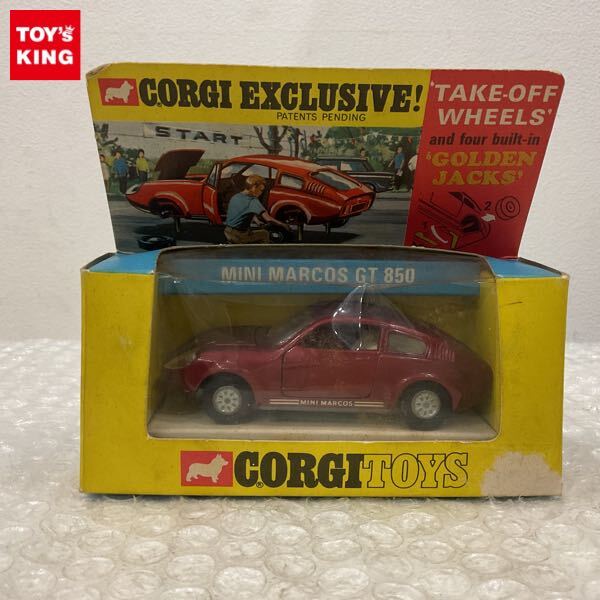 TOY's
KING
CORGI EXCLUSIVE!
PATENTS PENDING
START
'TAKE-OFF
WHEELS'
and four built-in
'GOLDEN
JACKS'
2
MINI MARCOS GT 850
MINI MARCOS
CORGI TOYS